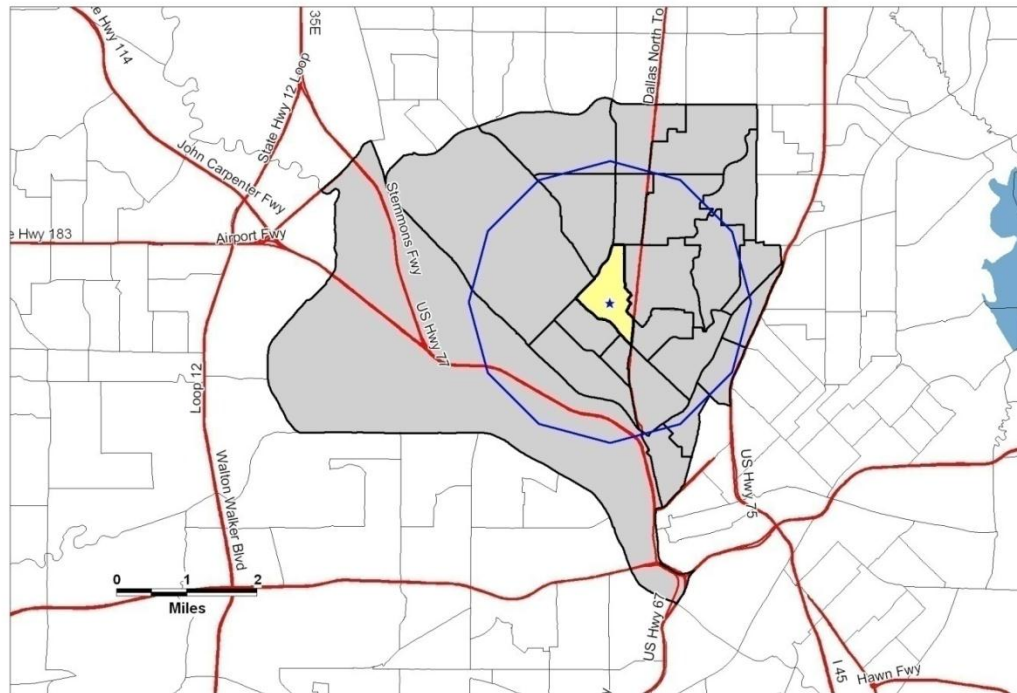 35E
e Hwy 114
State Hwy 12 Loop
Dallas North To
John Carpenter Fwy
Stemmons Fwy
e Hwy 183
Airport Fwy
US Hwy 77
Loop 12
Walton Walker Blvd
US Hwy 75
0 1 2
Miles
US Hwy 67
I 45
Hawn Fwy